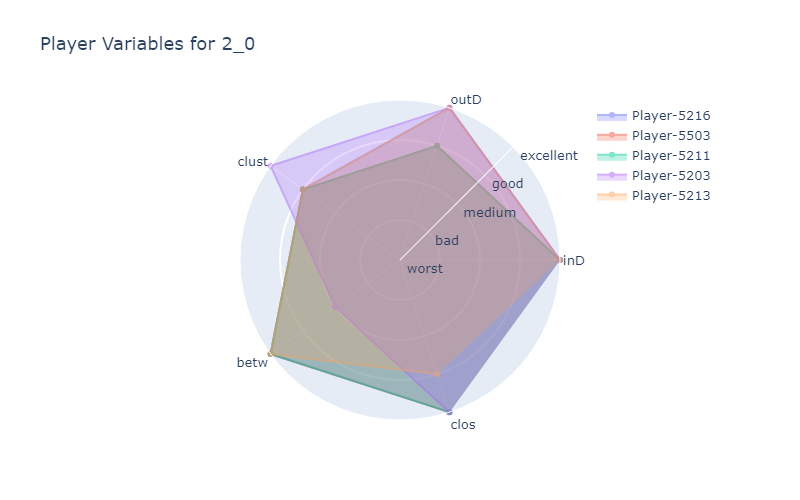 Player Variables for 2_0
outD
Player-5216
Player-5503
Player-5211
Player-5203
Player-5213
clust
excellent
good
medium
bad
inD
worst
betw
clos